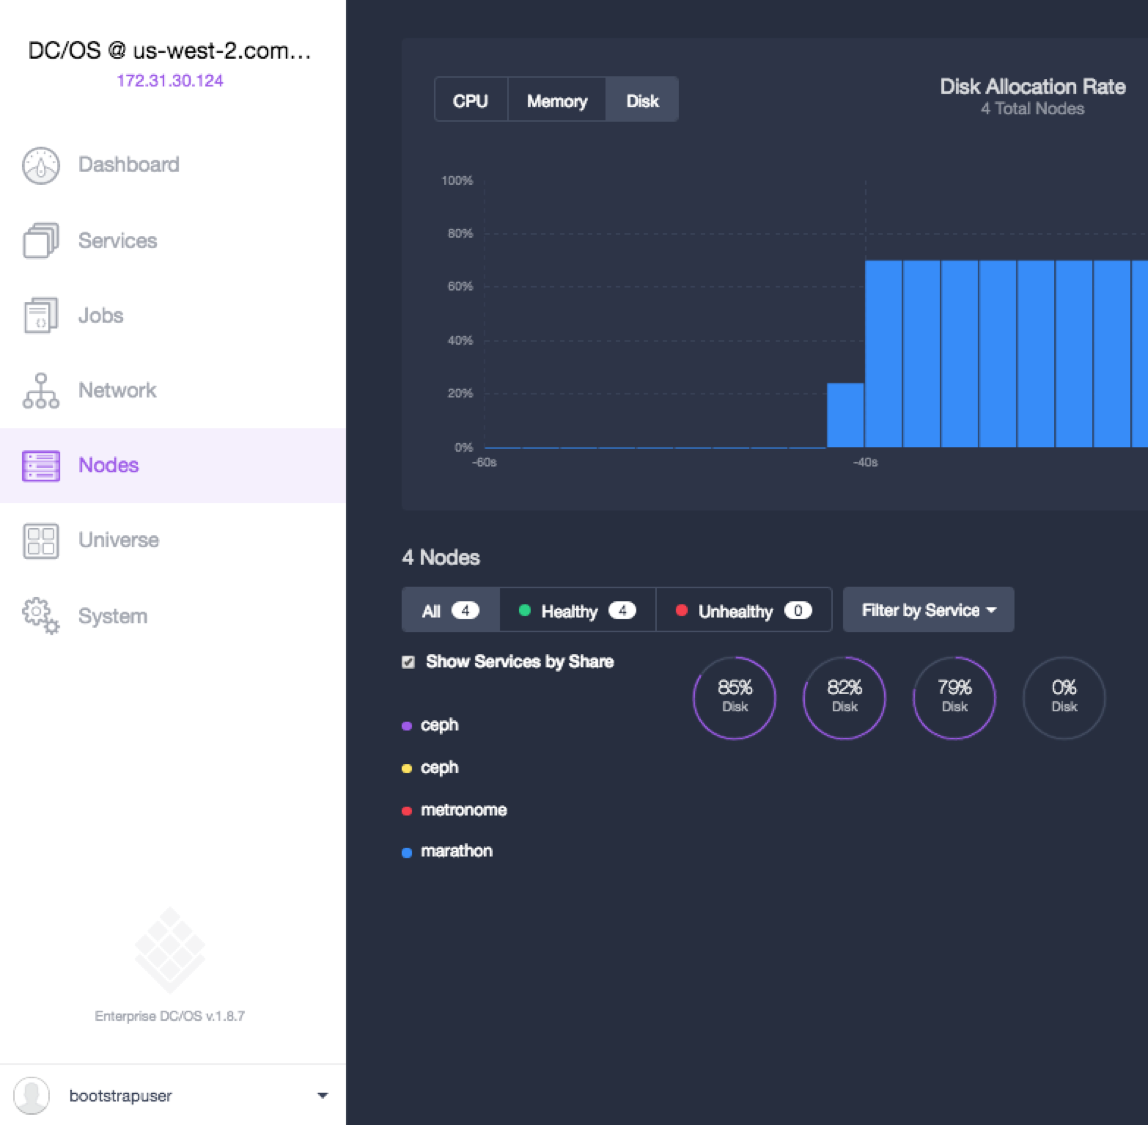 DC/OS @ us-west-2.com...
172.31.30.124
Dashboard
Services
Jobs
Network
Nodes
Universe
System
Enterprise DC/OS v.1.8.7
bootstrapuser
CPU Memory Disk
Disk Allocation Rate
4 Total Nodes
100%
80%
60%
40%
20%
0%
-60s -40s
4 Nodes
All 4 Healthy 4 Unhealthy 0 Filter by Service
Show Services by Share
85% 82% 79% 0%
Disk Disk Disk Disk
ceph
ceph
metronome
marathon